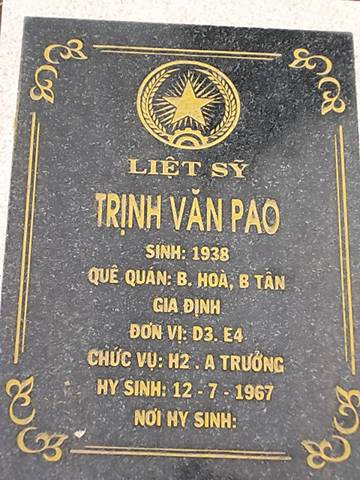 LIỆT SỸ
TRỊNH VĂN PAO
SINH: 1938
QUÊ QUÁN: B. HOÀ, B TÂN
GIA ĐỊNH
ĐƠN VỊ: D3. E4
CHỨC VỤ: H2 . A TRƯỞNG
HY SINH: 12 - 7 - 1967
NƠI HY SINH: